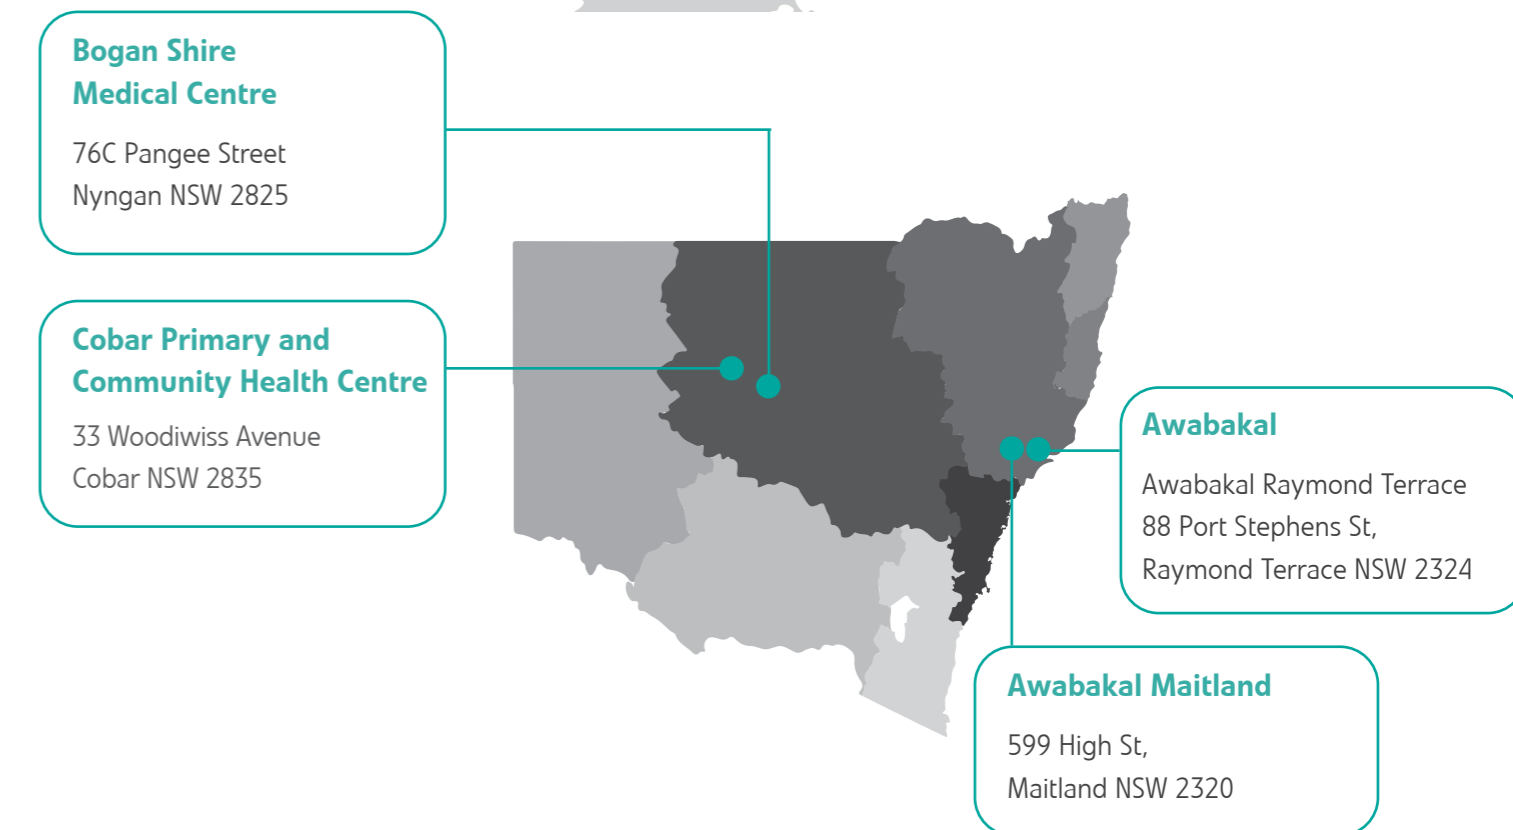 Bogan Shire
Medical Centre
76C Pangee Street
Nyngan NSW 2825
Cobar Primary and
Community Health Centre
33 Woodiwiss Avenue
Cobar NSW 2835
Awabakal
Awabakal Raymond Terrace
88 Port Stephens St,
Raymond Terrace NSW 2324
Awabakal Maitland
599 High St,
Maitland NSW 2320